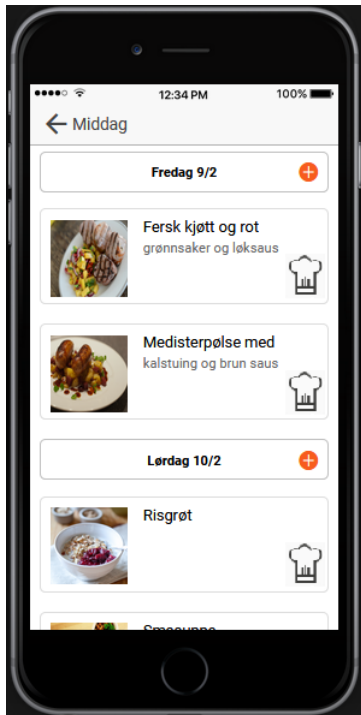 12:34 PM
100%
Middag
Fredag 9/2
Fersk kjøtt og rot
grønnsaker og løksaus
Medisterpølse med
kalstuing og brun saus
Lørdag 10/2
Risgrøt